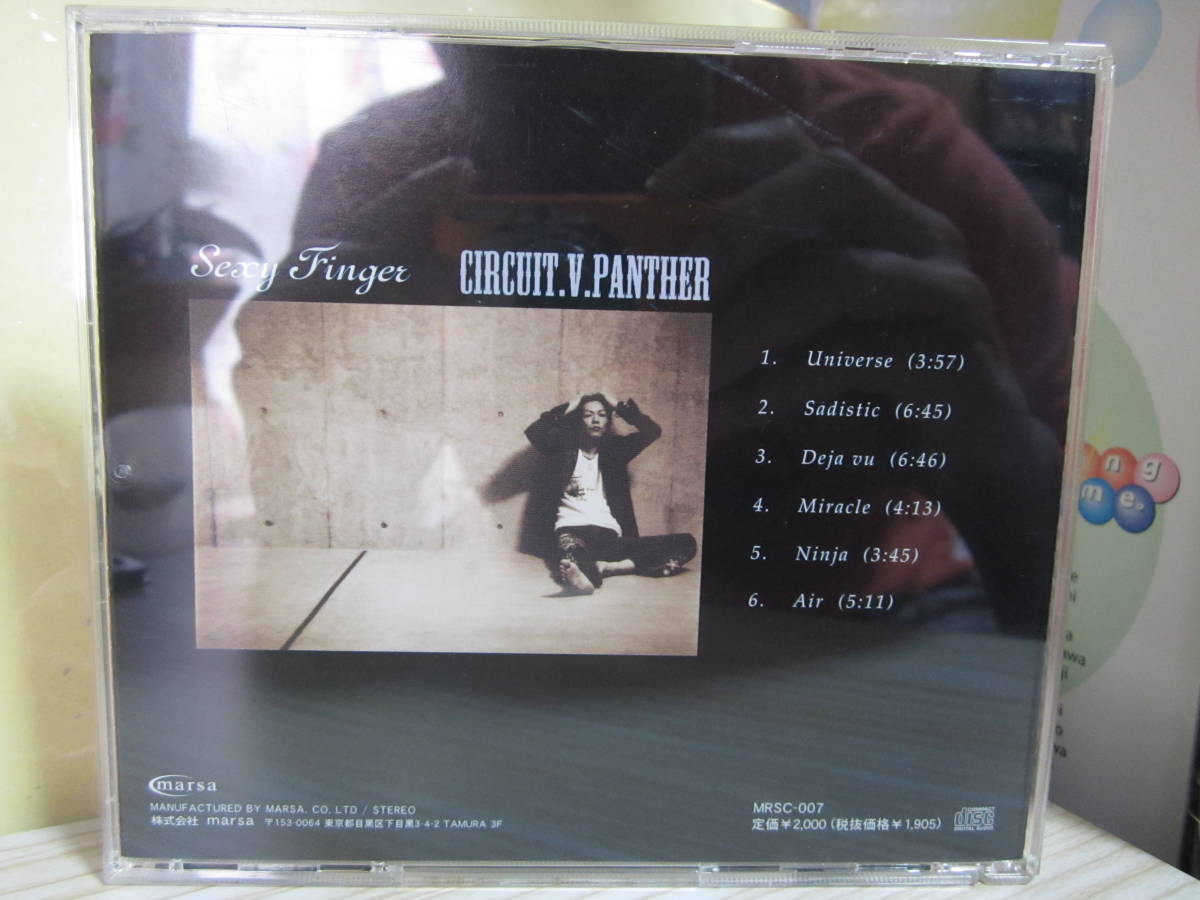 Sexy Finger
CIRCUIT.V.PANTHER
1. Universe (3:57)
2. Sadistic (6:45)
3. Deja vu (6:46)
4. Miracle (4:13)
5. Ninja (3:45)
6. Air (5:11)
marsa
MANUFACTURED BY MARSA. CO. LTD / STEREO
株式会社 marsa 〒153-0064 東京都目黒区下目黒3-4-2 TAMURA 3F
MRSC-007
定価¥2,000（税抜価格¥1,905）
COMPACT
disc
DIGITAL AUDIO
ng
me.